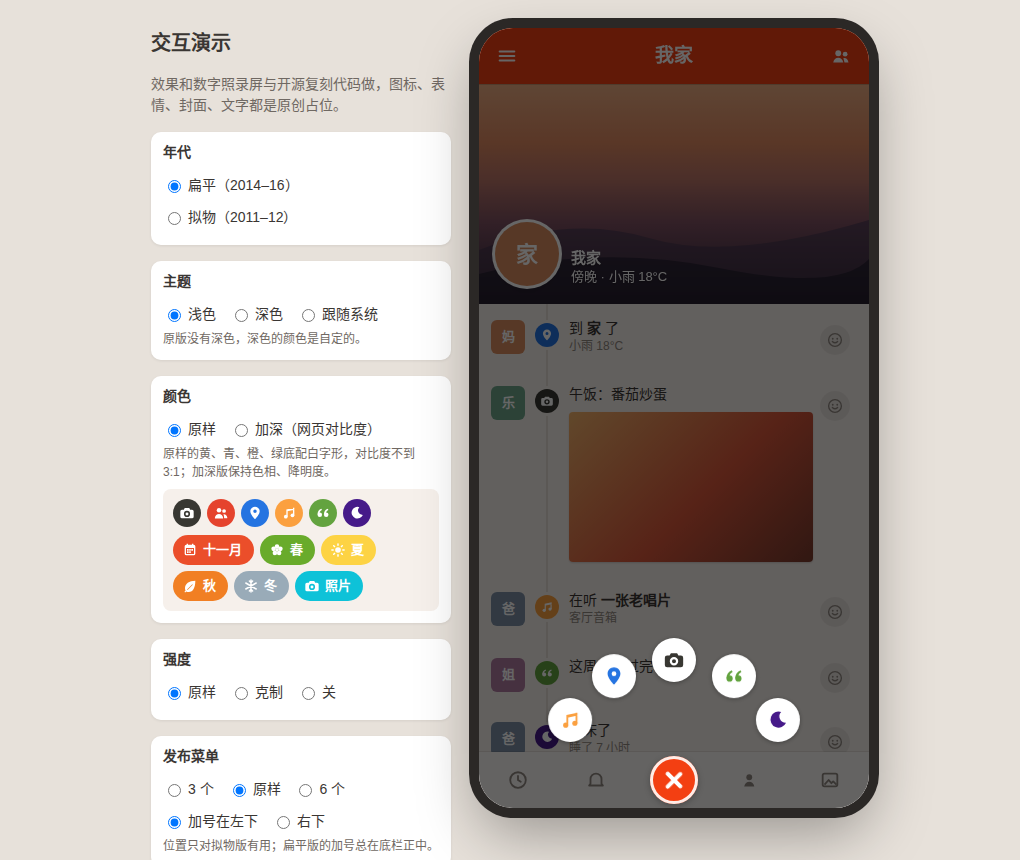 交互演示
效果和数字照录屏与开源复刻代码做，图标、表
情、封面、文字都是原创占位。
年代
扁平（2014–16）
拟物（2011–12）
主题
浅色 深色 跟随系统
原版没有深色，深色的颜色是自定的。
颜色
原样 加深（网页对比度）
原样的黄、青、橙、绿底配白字形，对比度不到
3:1；加深版保持色相、降明度。
十一月 春 夏
秋 冬 照片
强度
原样 克制 关
发布菜单
3 个 原样 6 个
加号在左下 右下
位置只对拟物版有用；扁平版的加号总在底栏正中。
我家
家
我家
傍晚 · 小雨 18°C
妈
到 家 了
小雨 18°C
乐
午饭：番茄炒蛋
爸
在听 一张老唱片
客厅音箱
姐
这周
过完
爸
了
睡了 7 小时